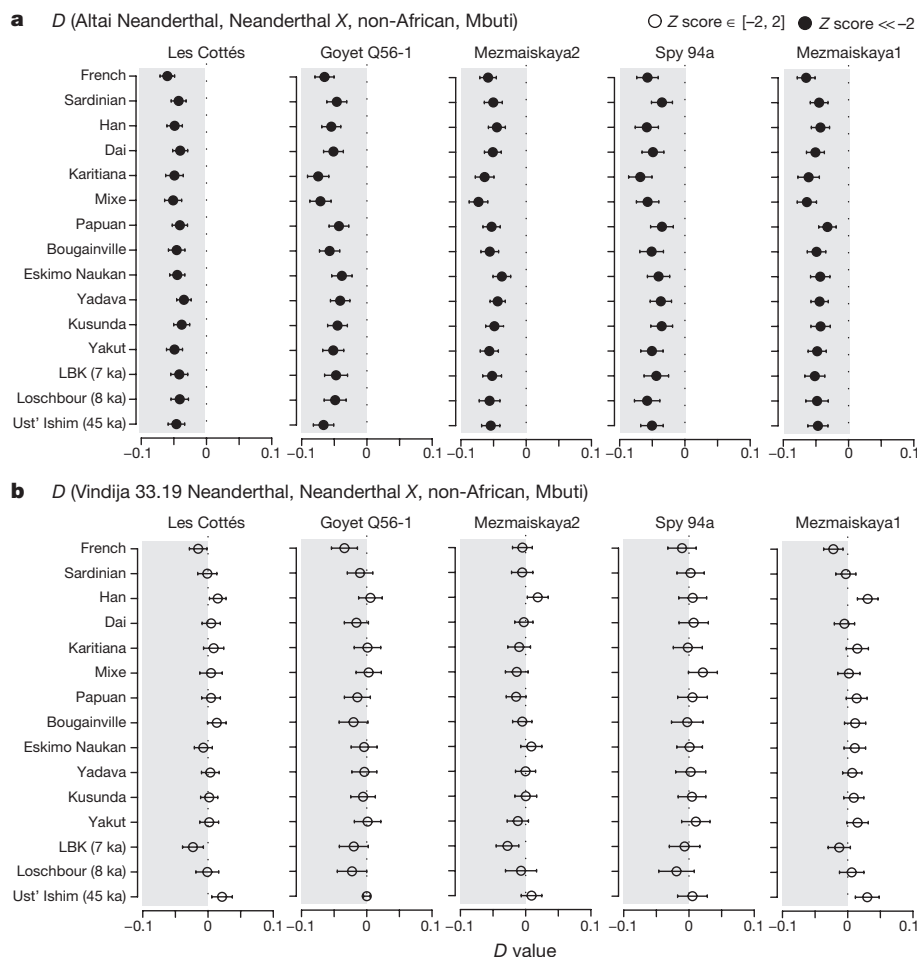 a D (Altai Neanderthal, Neanderthal X, non-African, Mbuti) Z score ∈ [-2, 2] Z score <<-2
Les Cottés Goyet Q56-1 Mezmaiskaya2 Spy 94a Mezmaiskaya1
French
Sardinian
Han
Dai
Karitiana
Mixe
Papuan
Bougainville
Eskimo Naukan
Yadava
Kusunda
Yakut
LBK (7 ka)
Loschbour (8 ka)
Ust' Ishim (45 ka)
−0.1 0 0.1 −0.1 0 0.1 −0.1 0 0.1 −0.1 0 0.1 −0.1 0 0.1
b D (Vindija 33.19 Neanderthal, Neanderthal X, non-African, Mbuti)
Les Cottés Goyet Q56-1 Mezmaiskaya2 Spy 94a Mezmaiskaya1
French
Sardinian
Han
Dai
Karitiana
Mixe
Papuan
Bougainville
Eskimo Naukan
Yadava
Kusunda
Yakut
LBK (7 ka)
Loschbour (8 ka)
Ust' Ishim (45 ka)
−0.1 0 0.1 −0.1 0 0.1 −0.1 0 0.1 −0.1 0 0.1 −0.1 0 0.1
D value